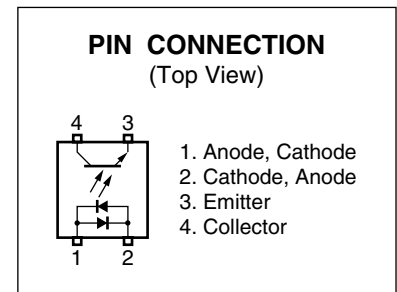 PIN CONNECTION
(Top View)
4 3
1. Anode, Cathode
2. Cathode, Anode
3. Emitter
4. Collector
1 2